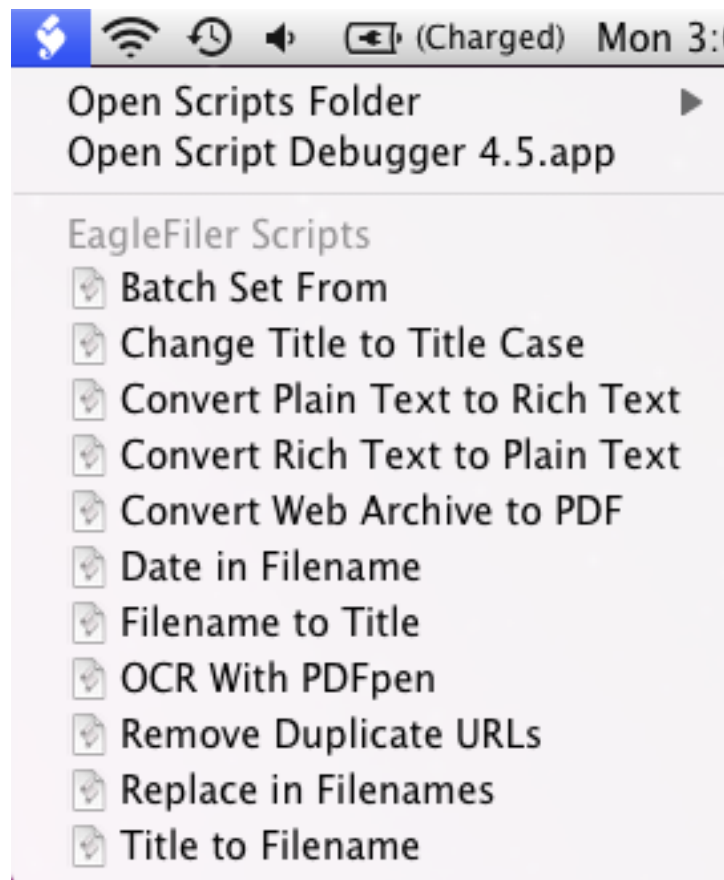 (Charged) Mon 3:
Open Scripts Folder
Open Script Debugger 4.5.app
EagleFiler Scripts
Batch Set From
Change Title to Title Case
Convert Plain Text to Rich Text
Convert Rich Text to Plain Text
Convert Web Archive to PDF
Date in Filename
Filename to Title
OCR With PDFpen
Remove Duplicate URLs
Replace in Filenames
Title to Filename